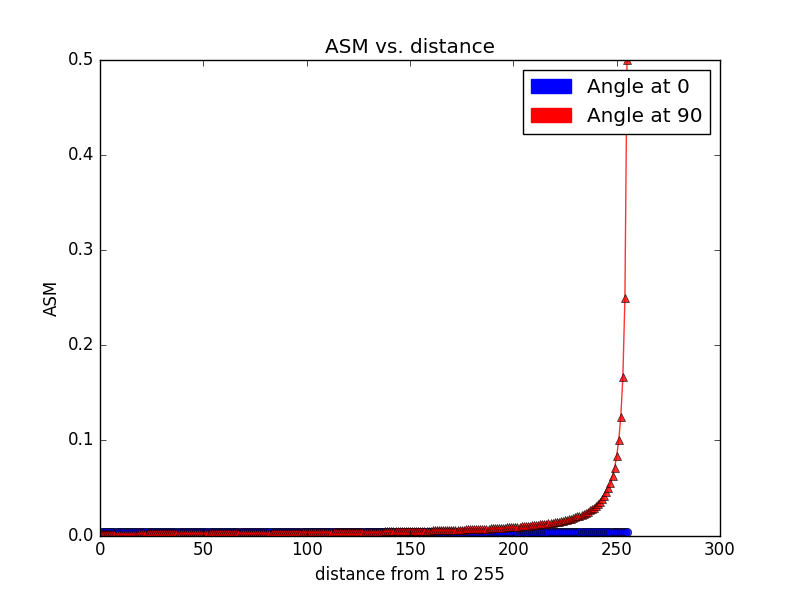 ASM vs. distance
Angle at 0
Angle at 90
0.5
0.4
0.3
0.2
0.1
0.0
ASM
0 50 100 150 200 250 300
distance from 1 ro 255